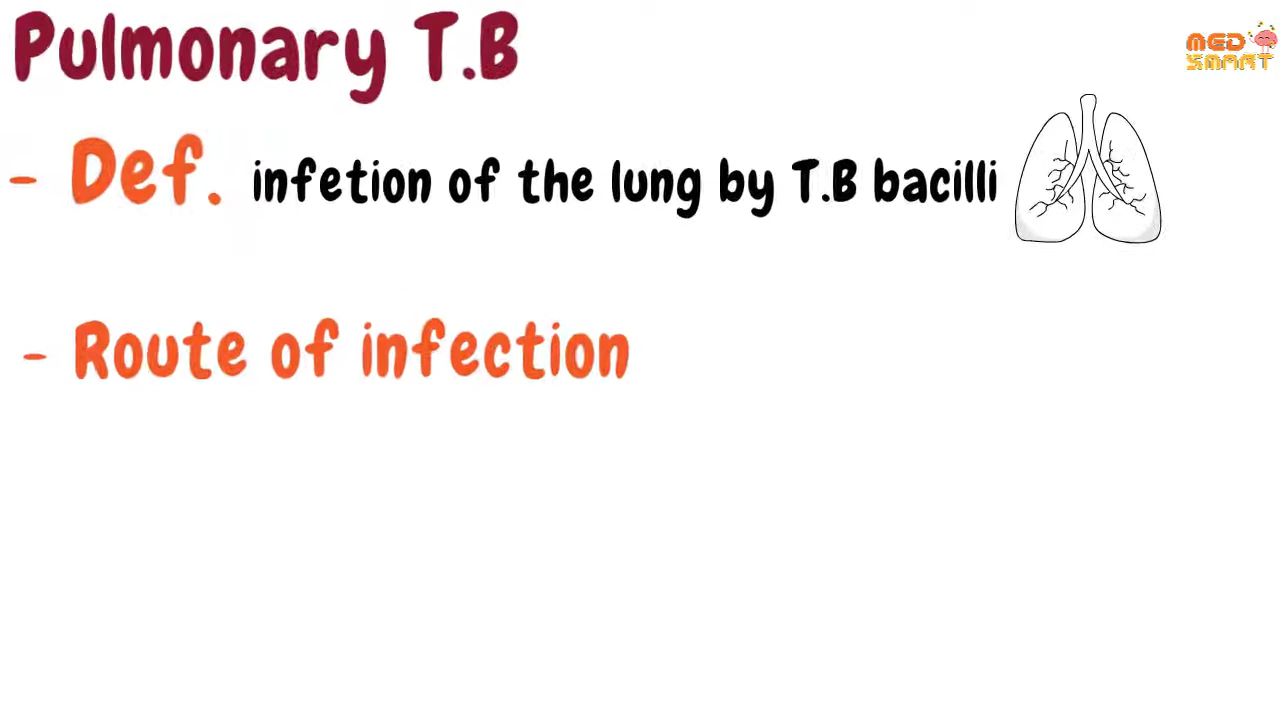 Pulmonary T.B
MED
SMART
- Def. infetion of the lung by T.B bacilli
- Route of infection